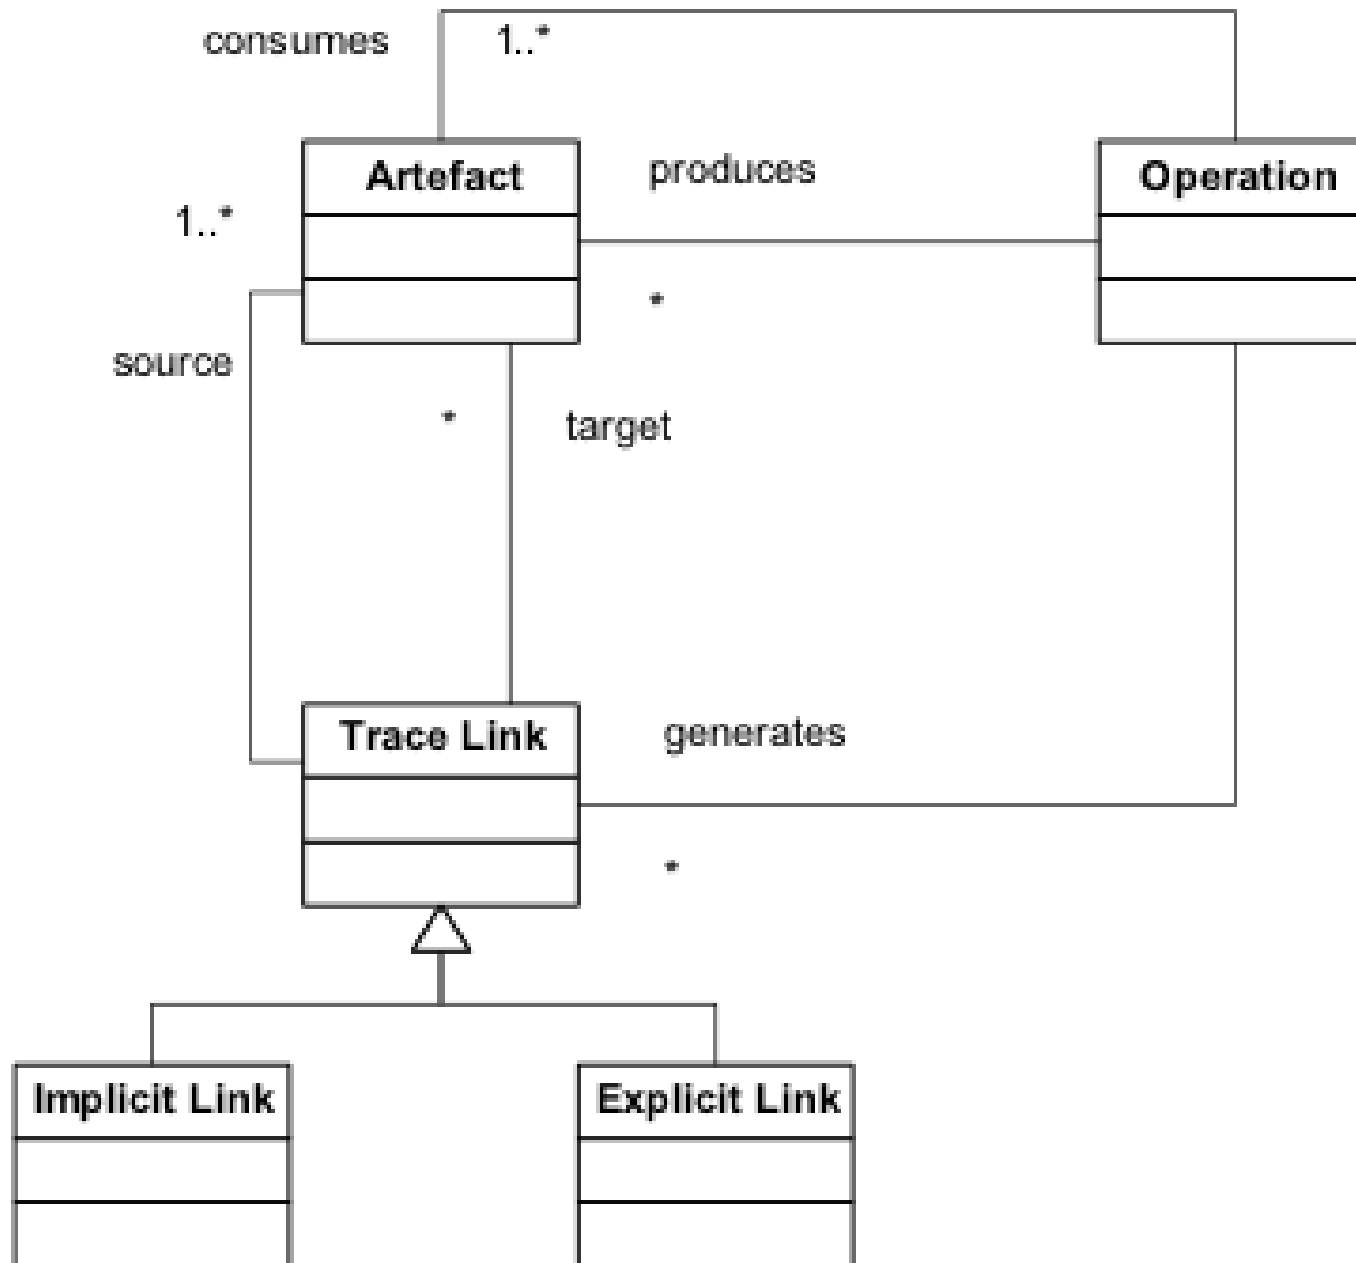 consumes
1..*
Artefact
produces
Operation
1..*
*
source
*
target
Trace Link
generates
*
Implicit Link
Explicit Link